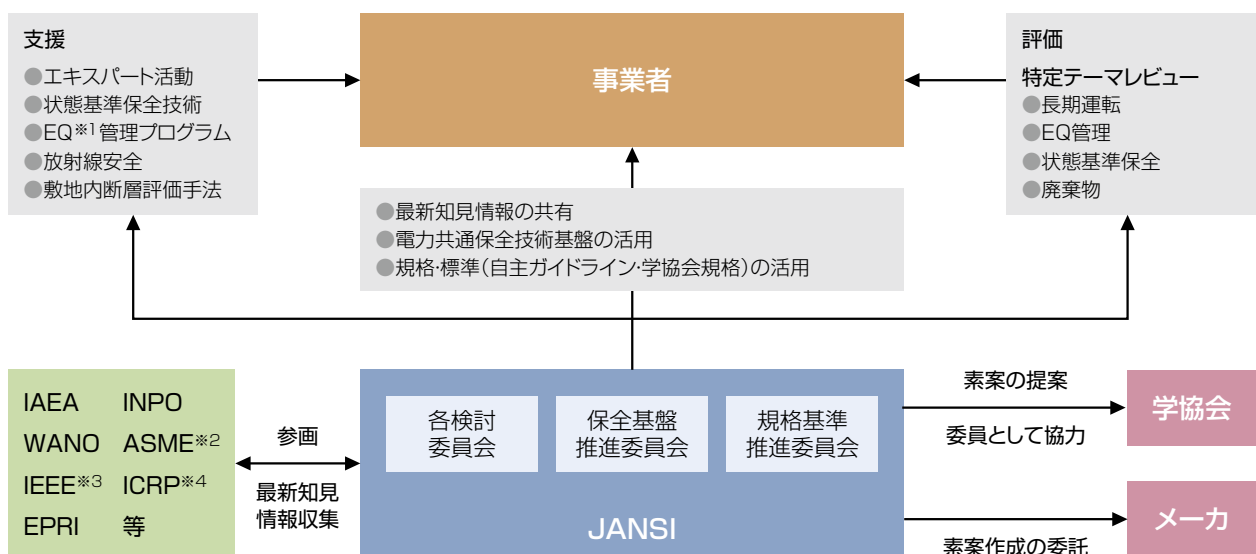 支援
●エキスパート活動
●状態基準保全技術
●EQ※1管理プログラム
●放射線安全
●敷地内断層評価手法
事業者
評価
特定テーマレビュー
●長期運転
●EQ管理
●状態基準保全
●廃棄物
●最新知見情報の共有
●電力共通保全技術基盤の活用
●規格・標準（自主ガイドライン・学協会規格）の活用
IAEA INPO
WANO ASME※2
IEEE※3 ICRP※4
EPRI 等
参画
最新知見
情報収集
各検討
委員会
保全基盤
推進委員会
規格基準
推進委員会
JANSI
素案の提案
委員として協力
学協会
メーカ
素案作成の委託